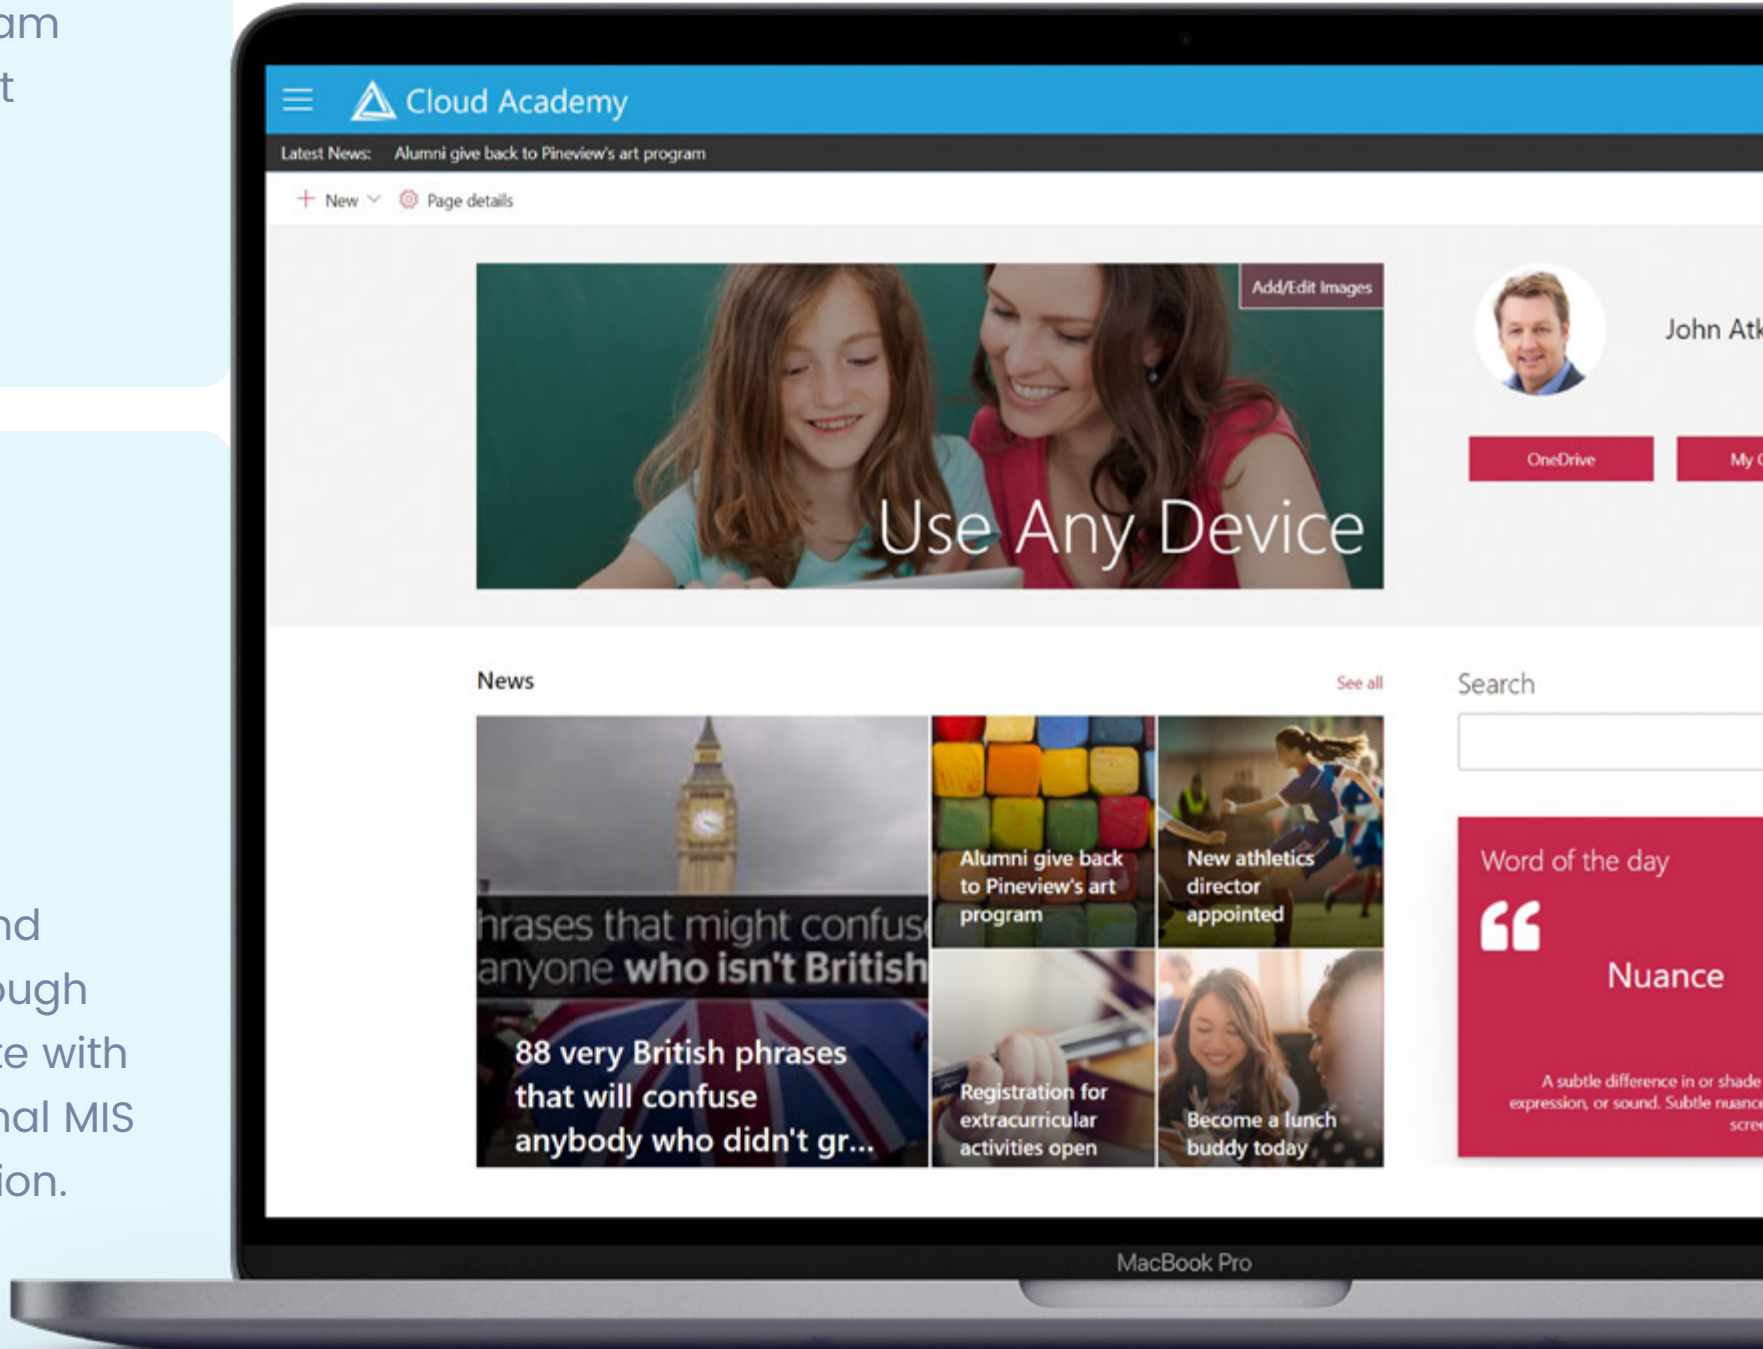 am
t
nd
ough
te with
nal MIS
ion.
Cloud Academy
Latest News: Alumni give back to Pineview's art program
New
Page details
Add/Edit Images
Use Any Device
John Atk
OneDrive
My
News
See all
hrases that might confus
anyone who isn't British
88 very British phrases
that will confuse
anybody who didn't gr...
Alumni give back
to Pineview's art
program
New athletics
director
appointed
Registration for
extracurricular
activities open
Become a lunch
buddy today
Search
Word of the day
“
Nuance
A subtle difference in or shade
expression, or sound. Subtle nuance
scree
MacBook Pro